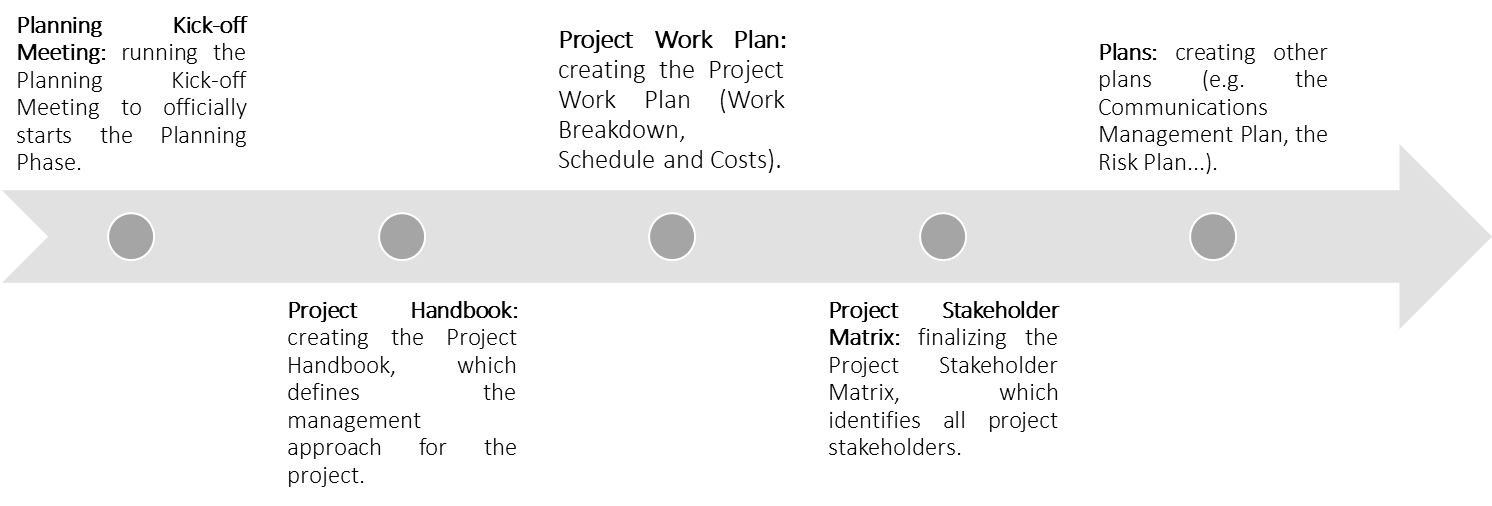 Planning Kick-off
Meeting: running the
Planning Kick-off
Meeting to officially
starts the Planning
Phase.
Project Handbook:
creating the Project
Handbook, which
defines the
management
approach for the
project.
Project Work Plan:
creating the Project
Work Plan (Work
Breakdown,
Schedule and Costs).
Project Stakeholder
Matrix: finalizing the
Project Stakeholder
Matrix, which
identifies all project
stakeholders.
Plans: creating other
plans (e.g. the
Communications
Management Plan, the
Risk Plan...).